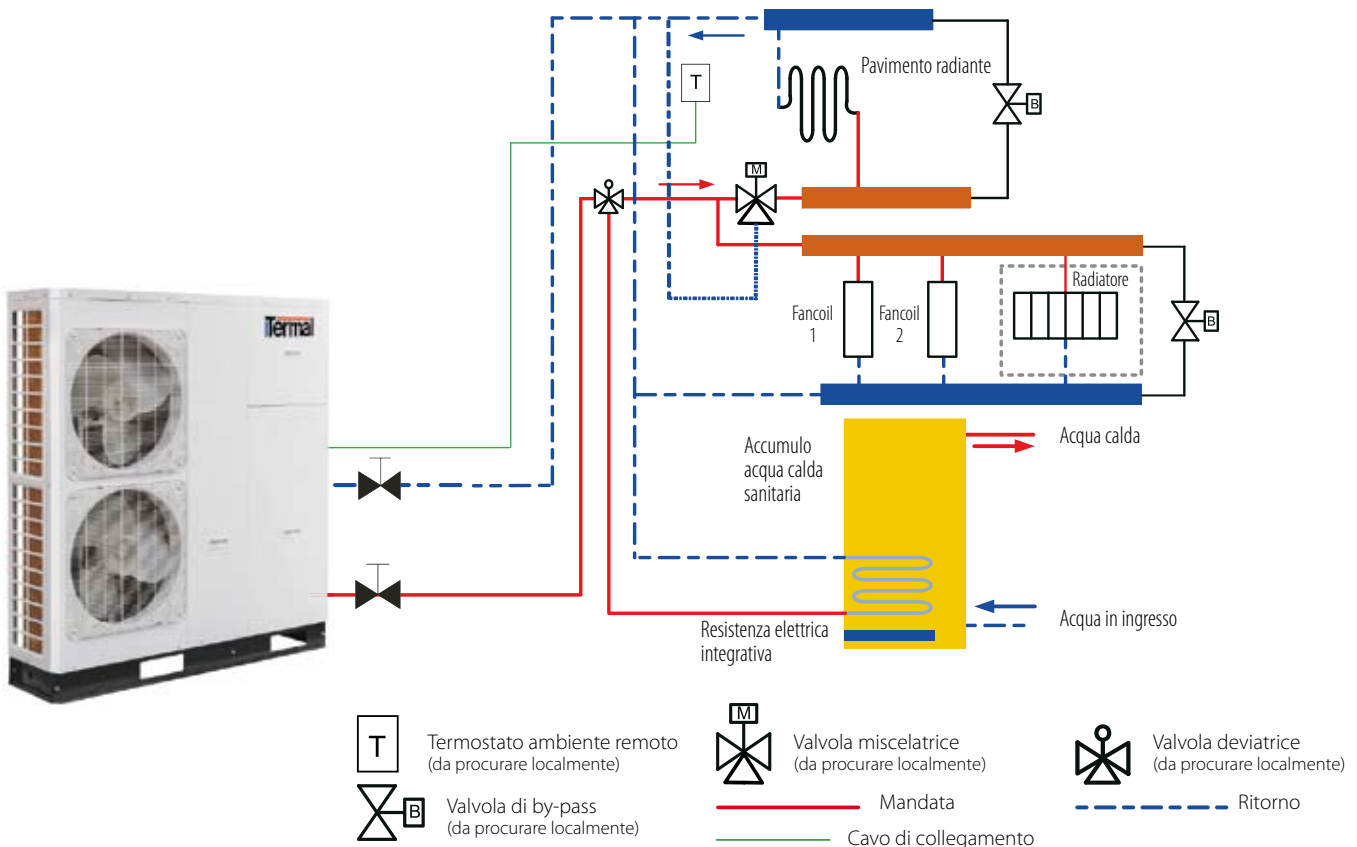 Pavimento radiante
T
B
M
Termal
Fancoil
1
Fancoil
2
Radiatore
B
Accumulo
acqua calda
sanitaria
Acqua calda
Resistenza elettrica
integrativa
Acqua in ingresso
T
Termostato ambiente remoto
(da procurare localmente)
M
Valvola miscelatrice
(da procurare localmente)
Valvola deviatrice
(da procurare localmente)
B
Valvola di by-pass
(da procurare localmente)
Mandata
Ritorno
Cavo di collegamento